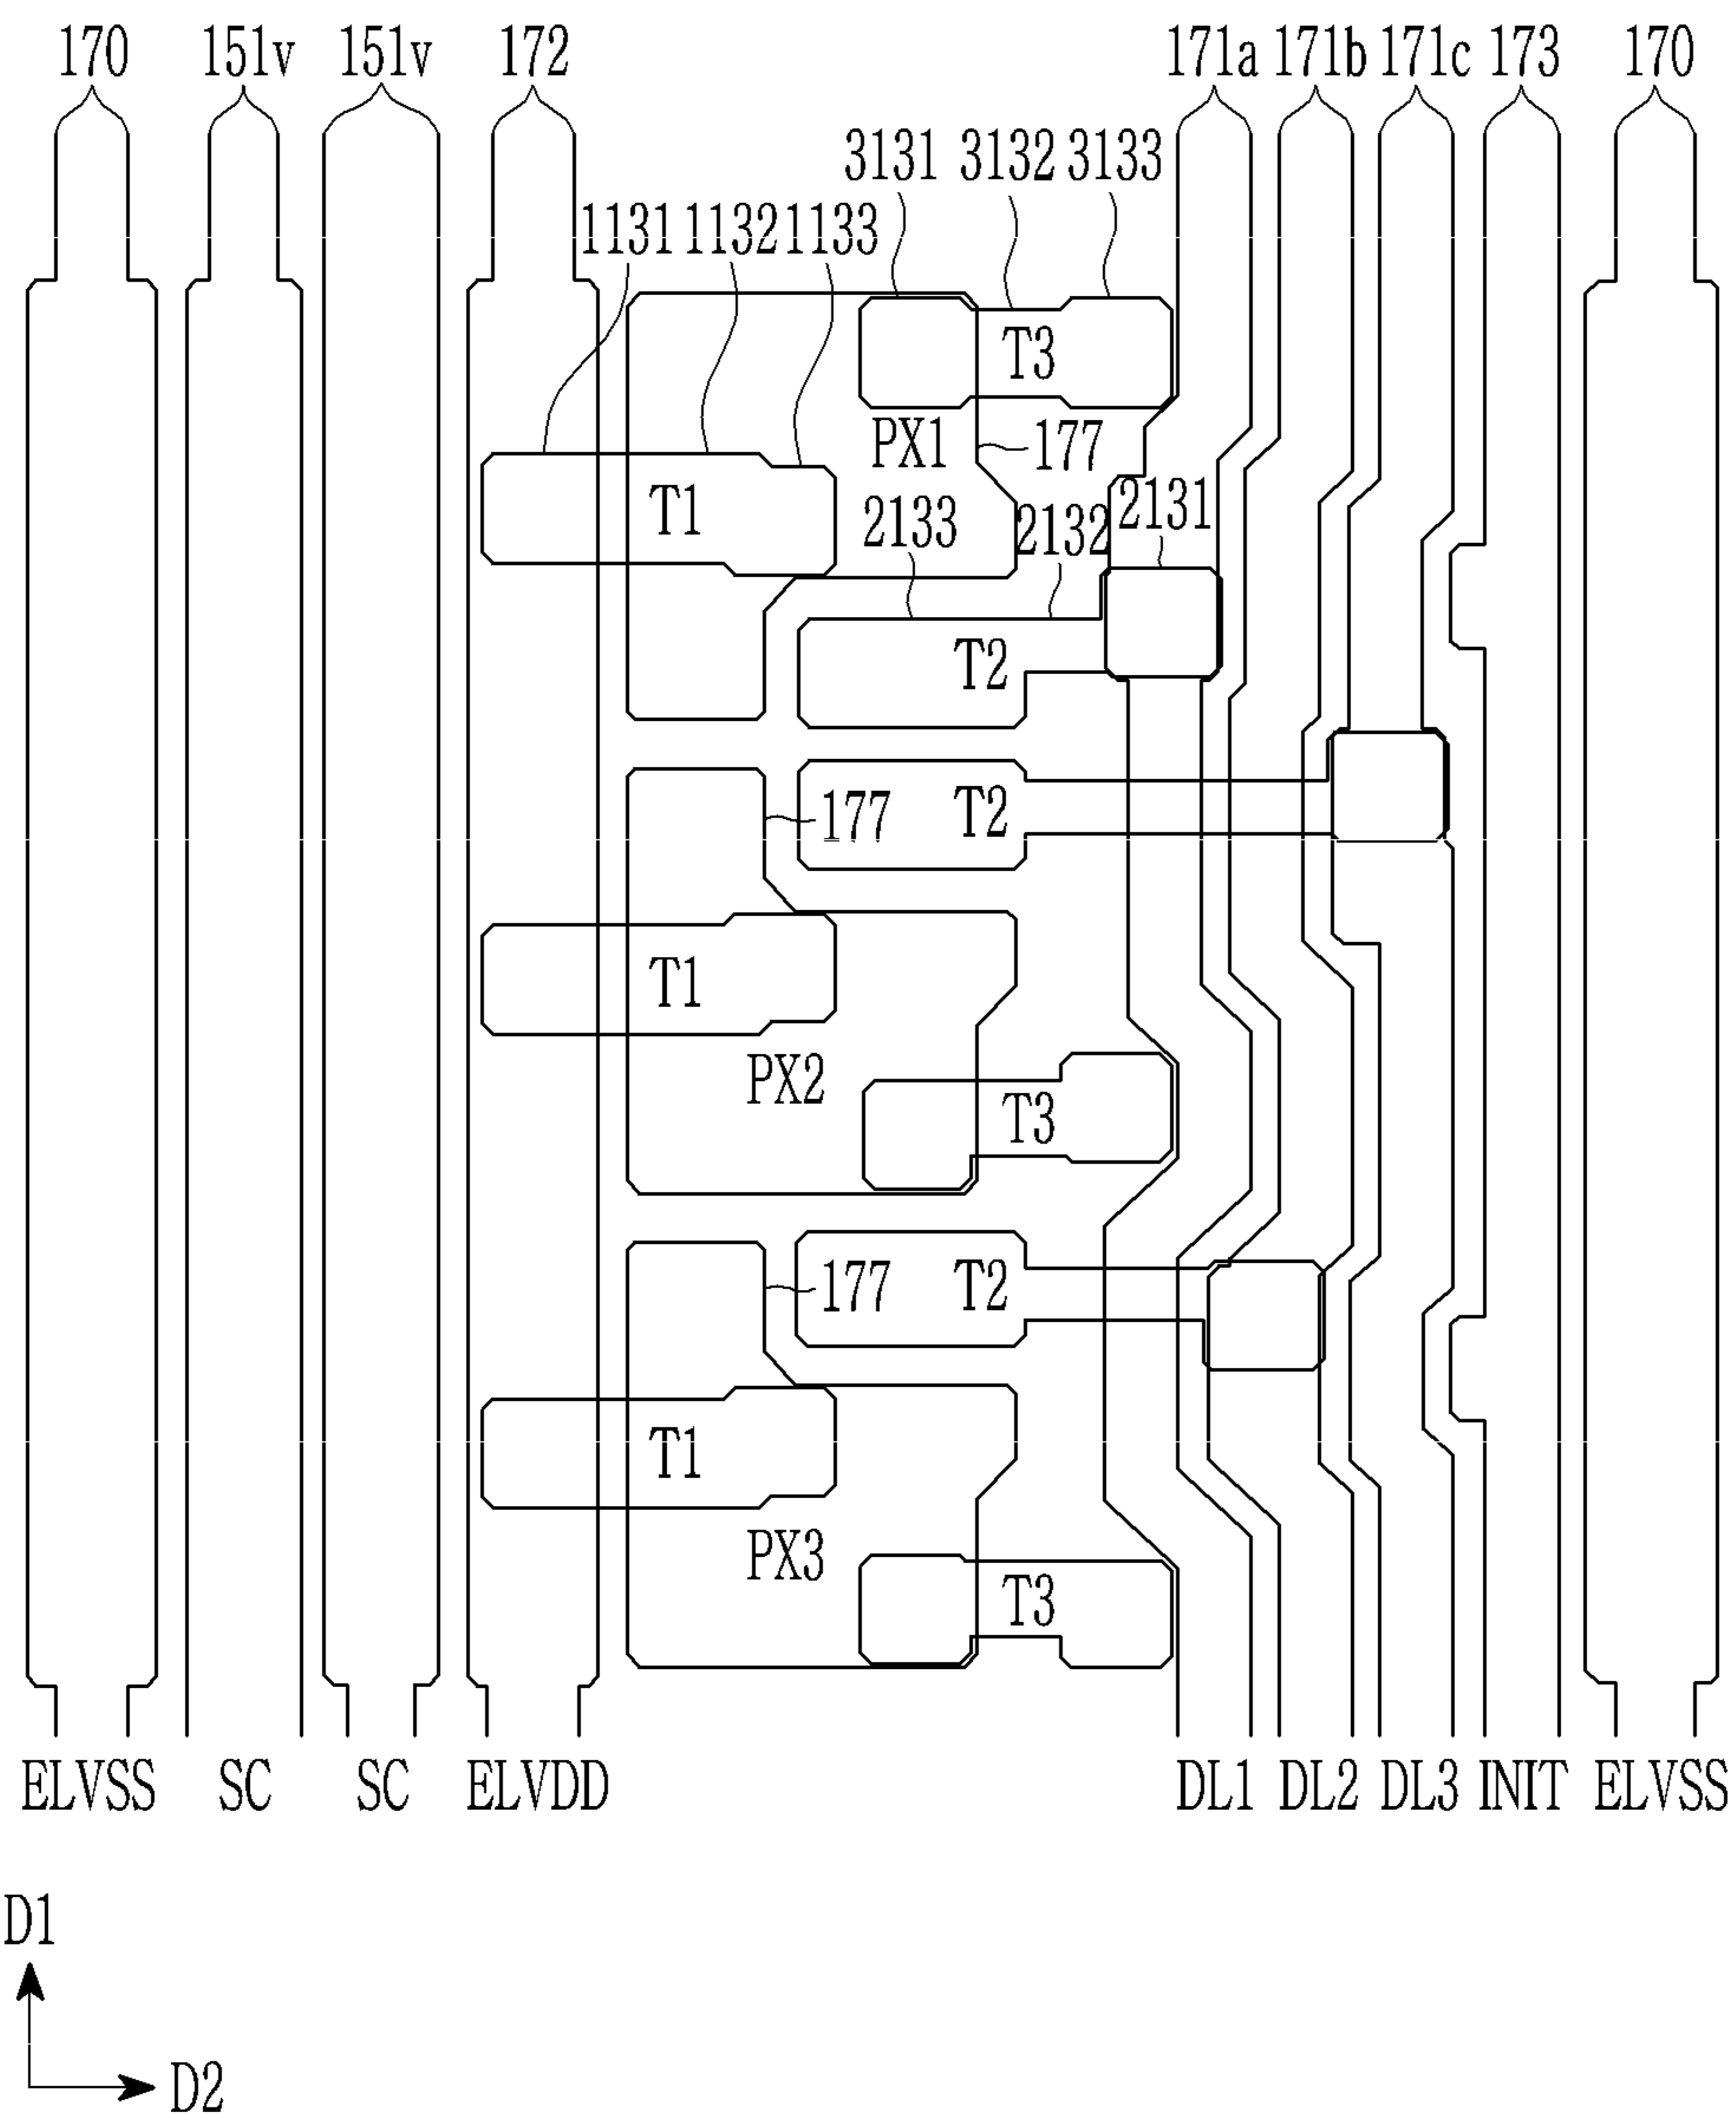 170 151v 151v 172 171a 171b 171c 173 170
3131 3132 3133
1131 1132 1133
T3
PX1 177
T1 2133 2132 2131
T2
177 T2
T1
PX2 T3
177 T2
T1
PX3 T3
ELVSS SC SC ELVDD DL1 DL2 DL3 INIT ELVSS
D1
D2